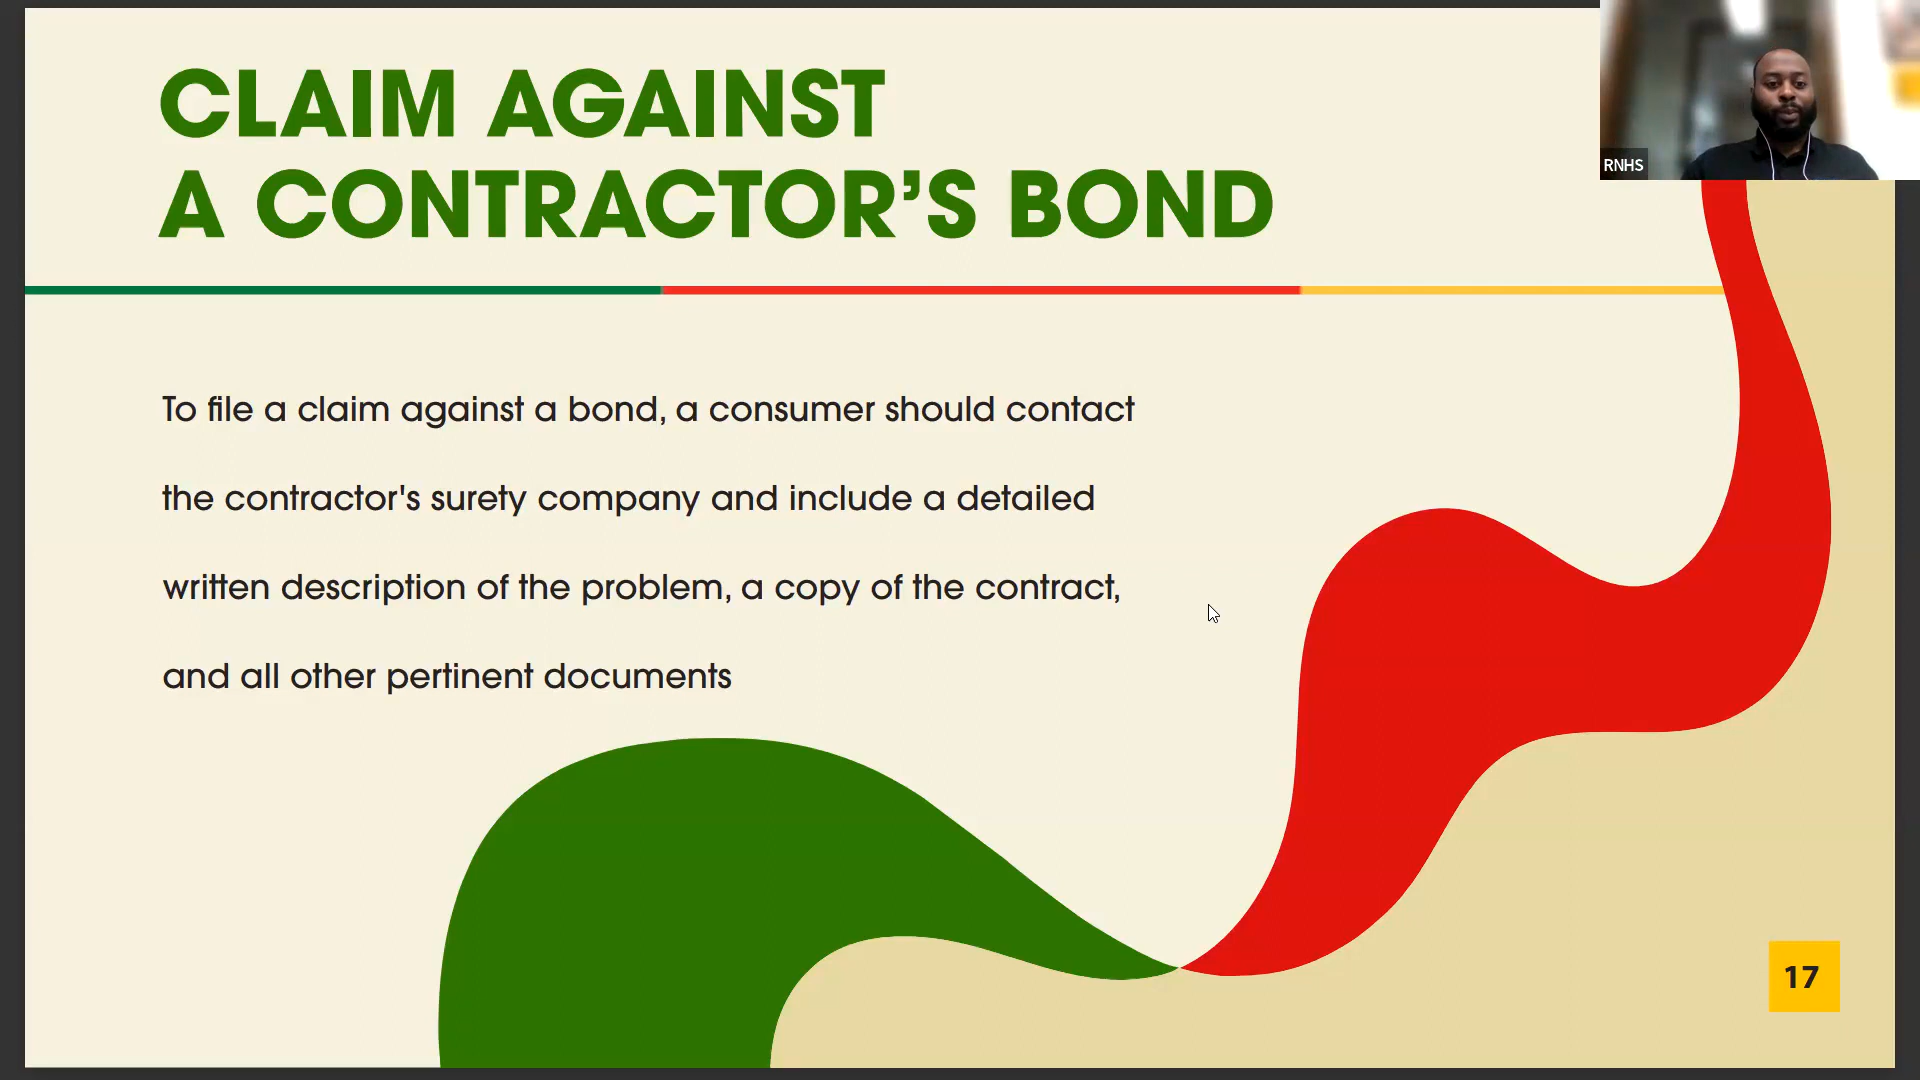 CLAIM AGAINST
A CONTRACTOR’S BOND
RNHS
To file a claim against a bond, a consumer should contact
the contractor's surety company and include a detailed
written description of the problem, a copy of the contract,
and all other pertinent documents
17